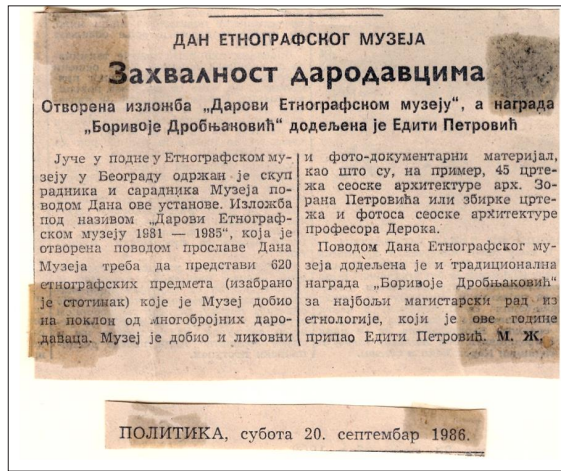 ДАН ЕТНОГРАФСКОГ МУЗЕЈА
Захвалност дародавцима
Отворена изложба „Дарови Етнографском музеју“, а награда
„Боривоје Дробњаковић“ додељена је Едити Петровић
Јуче у подне у Етнографском му-
зеју у Београду одржан је скуп
радника и сарадника Музеја по-
водом Дана ове установе. Изложба
под називом „Дарови Етнограф-
ском музеју 1981 — 1985“, која је
отворена поводом прославе Дана
Музеја треба да представи 620
етнографских предмета (изабрано
је стотинак) које је Музеј добио
на поклон од многобројних даро-
даваца. Музеј је добио и ликовни
и фото-документарни материјал,
као што су, на пример, 45 црте-
жа сеоске архитектуре арх. Зо-
рана Петровића или збирке црте-
жа и фотоса сеоске архитектуре
професора Дерока.
Поводом Дана Етнографског му-
зеја додељена је и традиционална
награда „Боривоје Дробњаковић“
за најбољи магистарски рад из
етнологије, који је ове године
припао Едити Петровић. М. Ж.
ПОЛИТИКА, субота 20. септембар 1986.